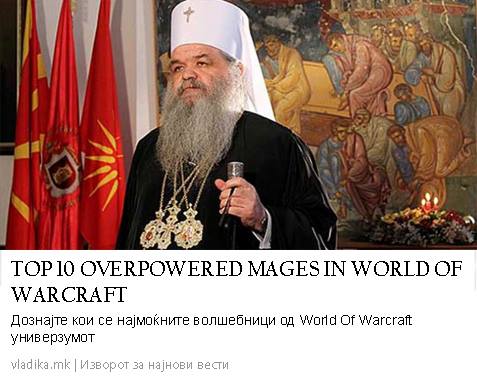 TOP 10 OVERPOWERED MAGES IN WORLD OF
WARCRAFT
Дознајте кои се најмоќните волшебници од World Of Warcraft
универзумот
vladika.mk | Изворот за најнови вести